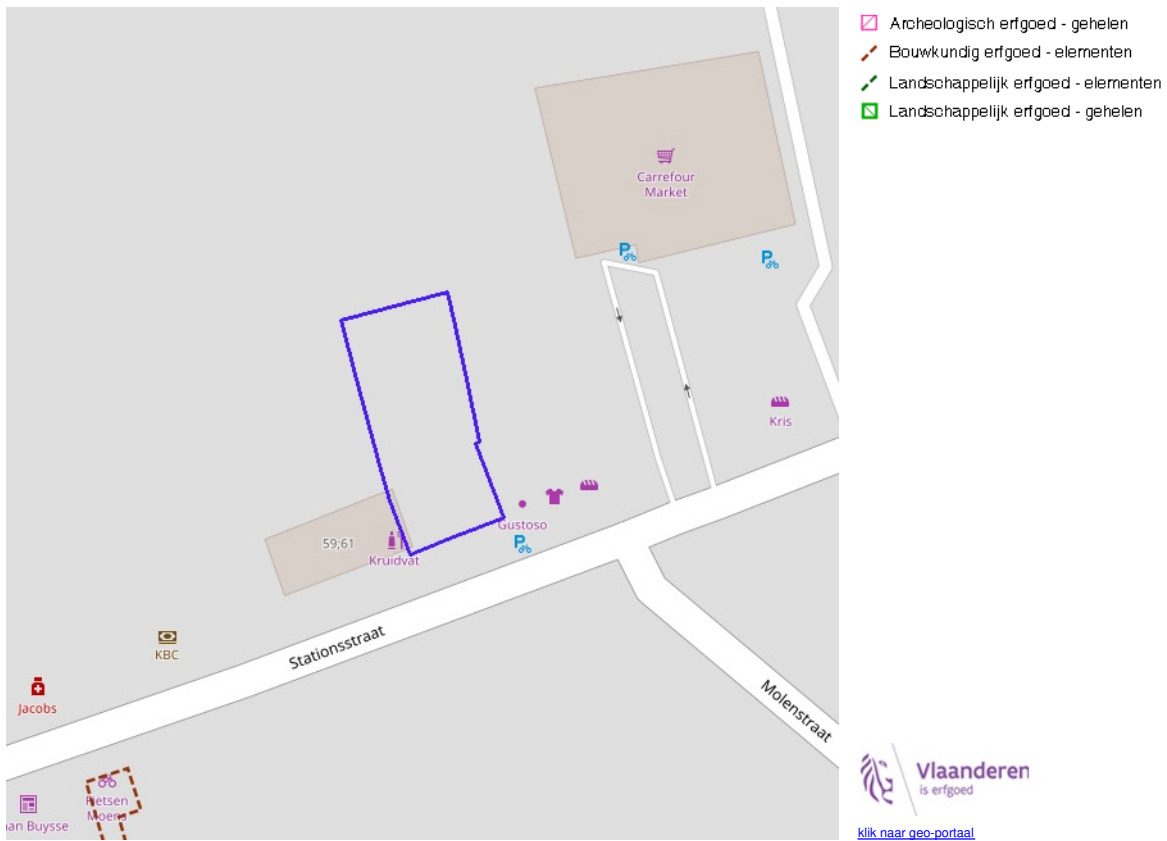 Archeologisch erfgoed - gehelen
Bouwkundig erfgoed - elementen
Landschappelijk erfgoed - elementen
Landschappelijk erfgoed - gehelen
Carrefour
Market
P
P
Kris
Gustoso
P
59;61
Kruidvat
Stationsstraat
KBC
Jacobs
Molenstraat
Fietsen
Moens
an Buysse
Vlaanderen
is erfgoed
klik naar geo-portaal